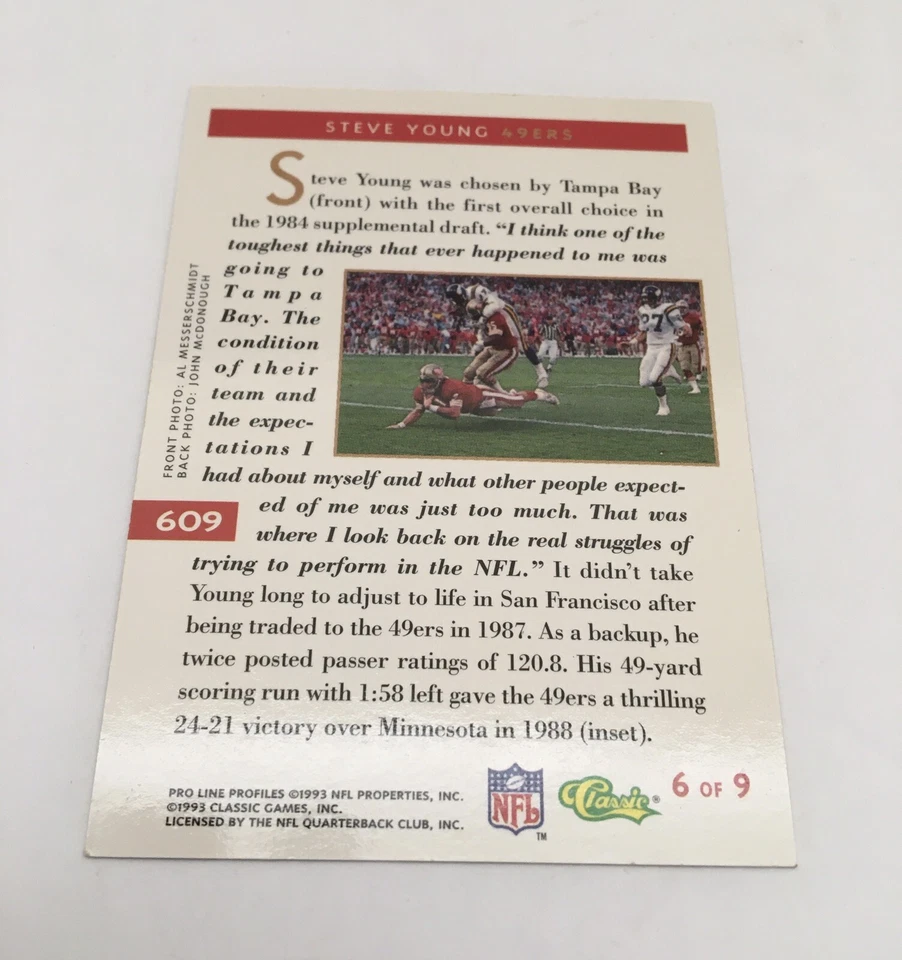 STEVE YOUNG 49ERS
Steve Young was chosen by Tampa Bay
(front) with the first overall choice in
the 1984 supplemental draft. “I think one of the
toughest things that ever happened to me was
going to
Tampa
Bay. The
condition
of their
team and
the expec-
tations I
had about myself and what other people expect-
ed of me was just too much. That was
where I look back on the real struggles of
trying to perform in the NFL.” It didn’t take
Young long to adjust to life in San Francisco after
being traded to the 49ers in 1987. As a backup, he
twice posted passer ratings of 120.8. His 49-yard
scoring run with 1:58 left gave the 49ers a thrilling
24-21 victory over Minnesota in 1988 (inset).
FRONT PHOTO: AL MESSERSCHMIDT
BACK PHOTO: JOHN McDONOUGH
27
609
PRO LINE PROFILES ©1993 NFL PROPERTIES, INC.
©1993 CLASSIC GAMES, INC.
LICENSED BY THE NFL QUARTERBACK CLUB, INC.
NFL
TM
Classic®
6 OF 9